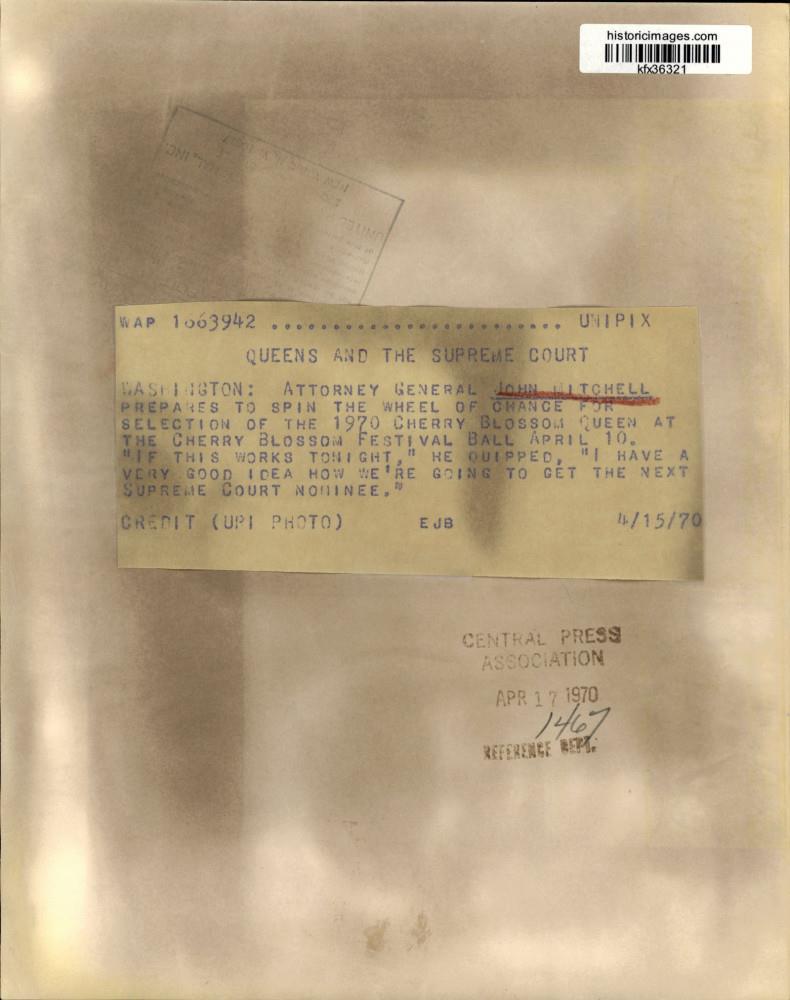 historicimages.com
kfx36321
WAP 1663942 ........................ UNIPIX
QUEENS AND THE SUPREME COURT
WASHINGTON: ATTORNEY GENERAL JOHN MITCHELL
PREPARES TO SPIN THE WHEEL OF CHANCE FOR
SELECTION OF THE 1970 CHERRY BLOSSOM QUEEN AT
THE CHERRY BLOSSOM FESTIVAL BALL APRIL 10.
"IF THIS WORKS TONIGHT," HE QUIPPED, "I HAVE A
VERY GOOD IDEA HOW WE'RE GOING TO GET THE NEXT
SUPREME COURT NOMINEE."
CREDIT (UPI PHOTO) EJB 4/15/70
CENTRAL PRESS
ASSOCIATION
APR 17 1970
1467
REFERENCE DEPT.